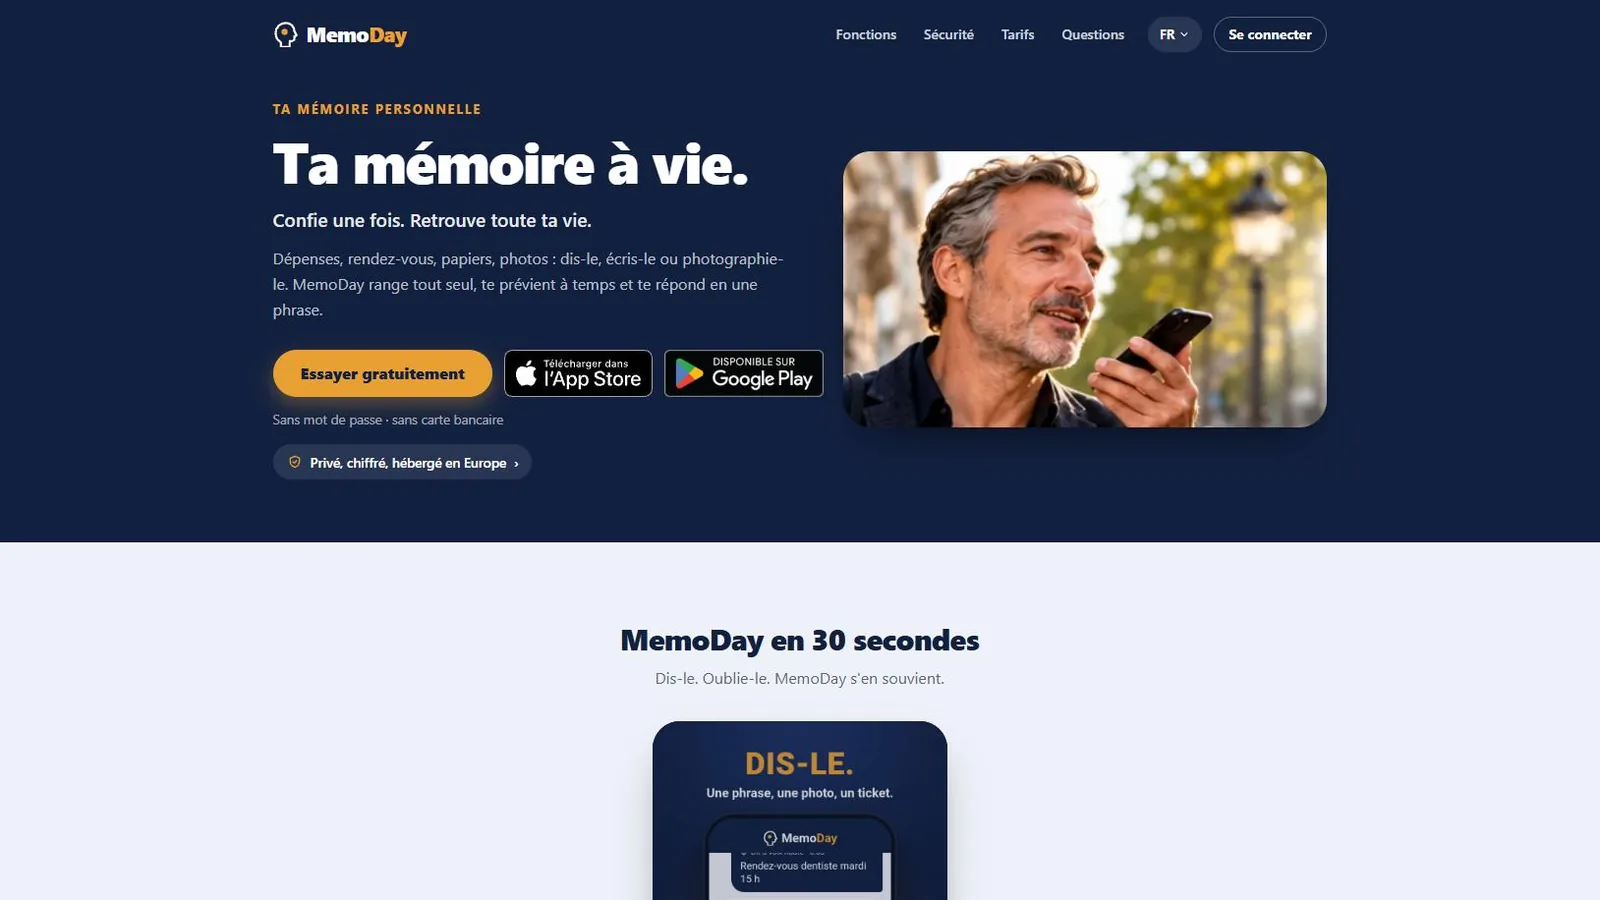 MemoDay
Fonctions
Sécurité
Tarifs
Questions
FR
Se connecter
TA MÉMOIRE PERSONNELLE
Ta mémoire à vie.
Confie une fois. Retrouve toute ta vie.
Dépenses, rendez-vous, papiers, photos : dis-le, écris-le ou photographie-
le. MemoDay range tout seul, te prévient à temps et te répond en une
phrase.
Essayer gratuitement
Télécharger dans
l'App Store
DISPONIBLE SUR
Google Play
Sans mot de passe · sans carte bancaire
Privé, chiffré, hébergé en Europe ›
MemoDay en 30 secondes
Dis-le. Oublie-le. MemoDay s'en souvient.
DIS-LE.
Une phrase, une photo, un ticket.
MemoDay
Rendez-vous dentiste mardi
15 h